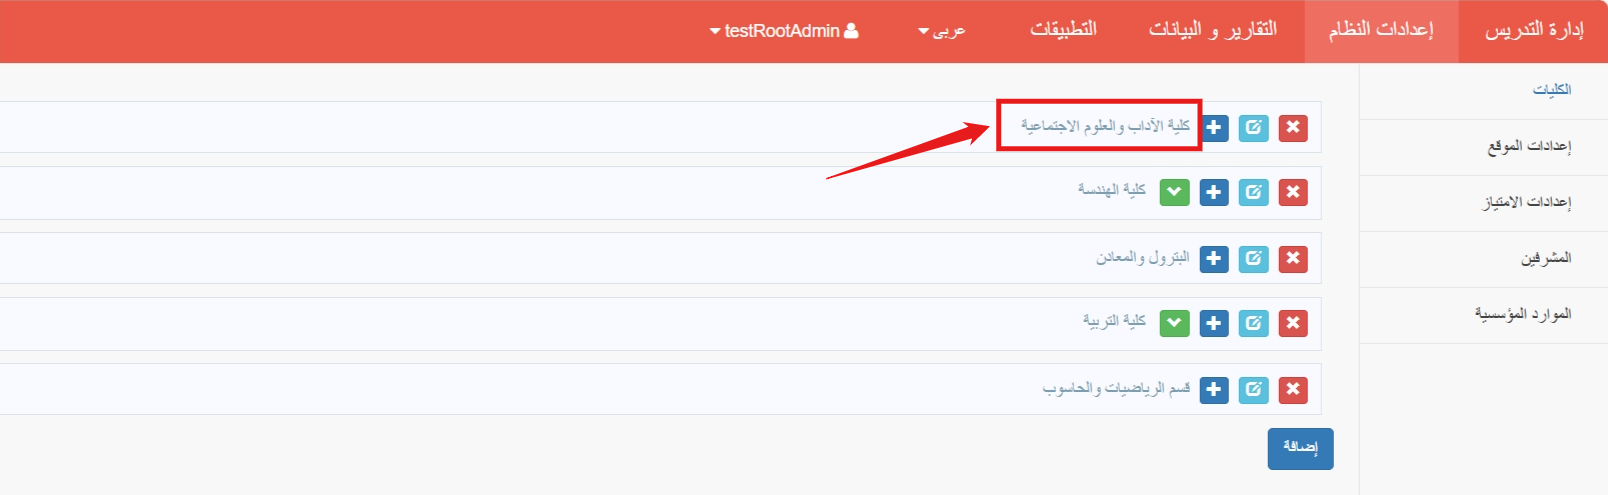 إدارة التدريس
إعدادات النظام
التقارير و البيانات
التطبيقات
عربى
testRootAdmin
الكليات
إعدادات الموقع
إعدادات الامتياز
المشرفين
الموارد المؤسسية
كلية الآداب والعلوم الاجتماعية
كلية الهندسة
البترول والمعادن
كلية التربية
قسم الرياضيات والحاسوب
إضافة